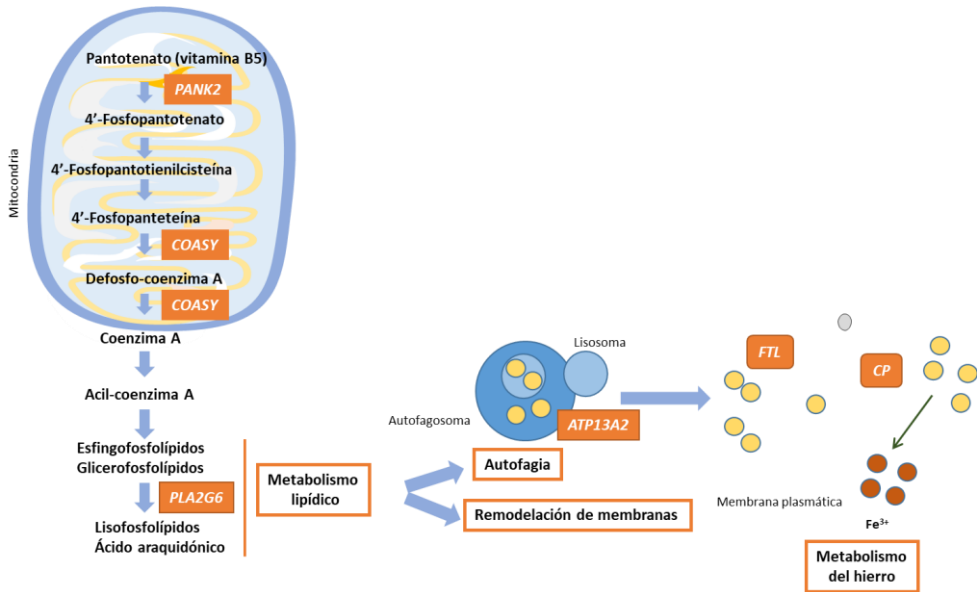 Mitocondria
Pantotenato (vitamina B5)
PANK2
4’-Fosfopantotenato
4’-Fosfopantotienilcisteína
4’-Fosfopanteteína
COASY
Defosfo-coenzima A
COASY
Coenzima A
Acil-coenzima A
Esfingofosfolípidos
Glicerofosfolípidos
PLA2G6
Lisofosfolípidos
Ácido araquidónico
Metabolismo
lipídico
Lisosoma
Autofagosoma
ATP13A2
Autofagia
Remodelación de membranas
FTL
CP
Membrana plasmática
Fe³⁺
Metabolismo
del hierro